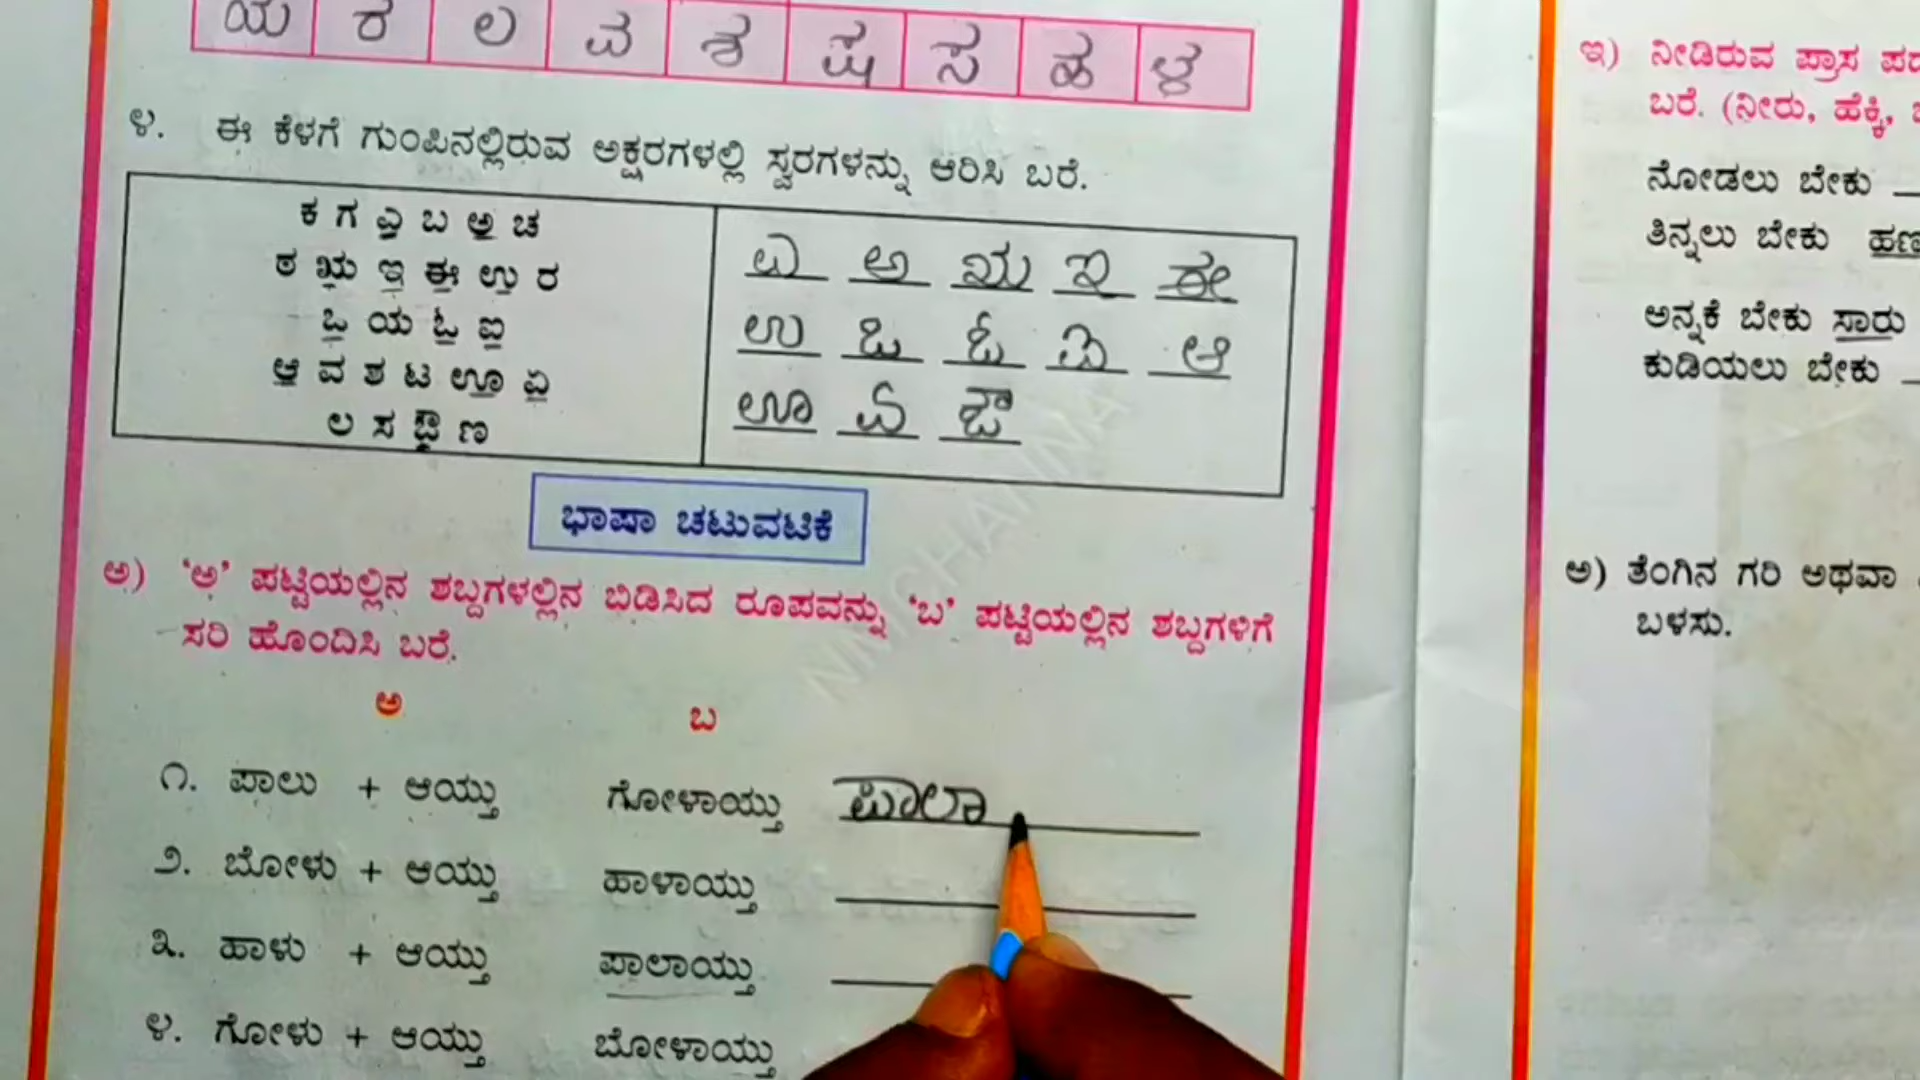 ಯ ರ ಲ ವ ಶ ಷ ಸ ಹ ಳ
೪. ಈ ಕೆಳಗೆ ಗುಂಪಿನಲ್ಲಿರುವ ಅಕ್ಷರಗಳಲ್ಲಿ ಸ್ವರಗಳನ್ನು ಆರಿಸಿ ಬರೆ.
ಕ ಗ ಎ ಬ ಅ ಚ
ಠ ಋ ಇ ಈ ಉ ರ
ಒ ಯ ಓ ಐ
ಆ ವ ಶ ಟ ಊ ಏ
ಲ ಸ ಔ ಣ
ಎ ಅ ಋ ಇ ಈ
ಉ ಒ ಓ ಐ ಆ
ಊ ಏ ಔ
ಭಾಷಾ ಚಟುವಟಿಕೆ
ಅ) 'ಅ' ಪಟ್ಟಿಯಲ್ಲಿನ ಶಬ್ದಗಳಲ್ಲಿನ ಬಿಡಿಸಿದ ರೂಪವನ್ನು 'ಬ' ಪಟ್ಟಿಯಲ್ಲಿನ ಶಬ್ದಗಳಿಗೆ
ಸರಿ ಹೊಂದಿಸಿ ಬರೆ.
ಅ ಬ
೧. ಪಾಲು + ಆಯ್ತು ಗೋಳಾಯ್ತು ಪಾಲಾ
೨. ಬೋಳು + ಆಯ್ತು ಹಾಳಾಯ್ತು
೩. ಹಾಳು + ಆಯ್ತು ಪಾಲಾಯ್ತು
೪. ಗೋಳು + ಆಯ್ತು ಬೋಳಾಯ್ತು
ಇ) ನೀಡಿರುವ ಪ್ರಾಸ
ಬರೆ. (ನೀರು, ಹೆಕ್ಕಿ,
ನೋಡಲು ಬೇಕು
ತಿನ್ನಲು ಬೇಕು
ಅನ್ನಕೆ ಬೇಕು ಸಾರು
ಕುಡಿಯಲು ಬೇಕು
ಅ) ತೆಂಗಿನ ಗರಿ ಅಥವಾ
ಬಳಸು.